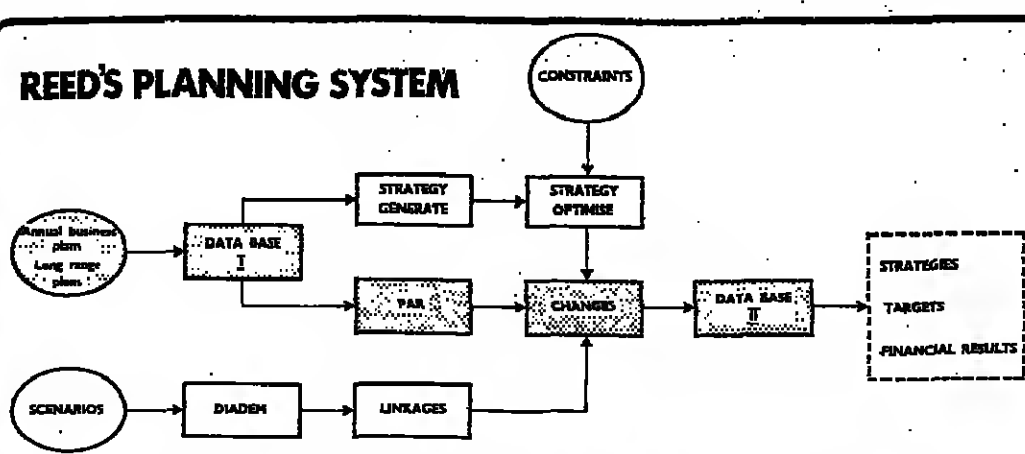 REED'S PLANNING SYSTEM
CONSTRAINTS
STRATEGY
GENERATE
STRATEGY
OPTIMISE
Annual business
plan
Long range
plans
DATA BASE
I
PAR
CHANGES
DATA BASE
II
STRATEGIES
TARGETS
FINANCIAL RESULTS
SCENARIOS
DIADEM
LINKAGES